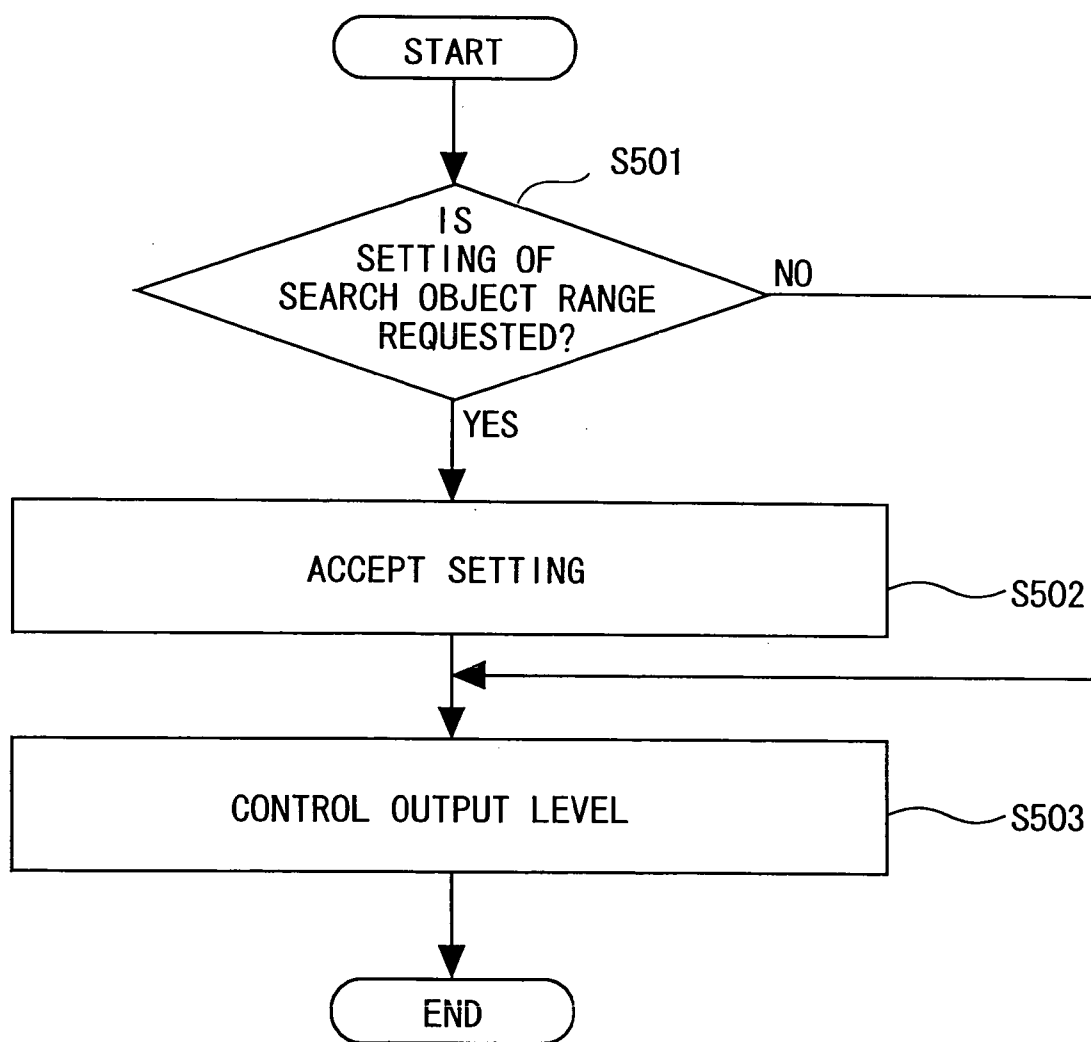 START
S501
IS
SETTING OF
SEARCH OBJECT RANGE
REQUESTED?
NO
YES
ACCEPT SETTING
S502
CONTROL OUTPUT LEVEL
S503
END